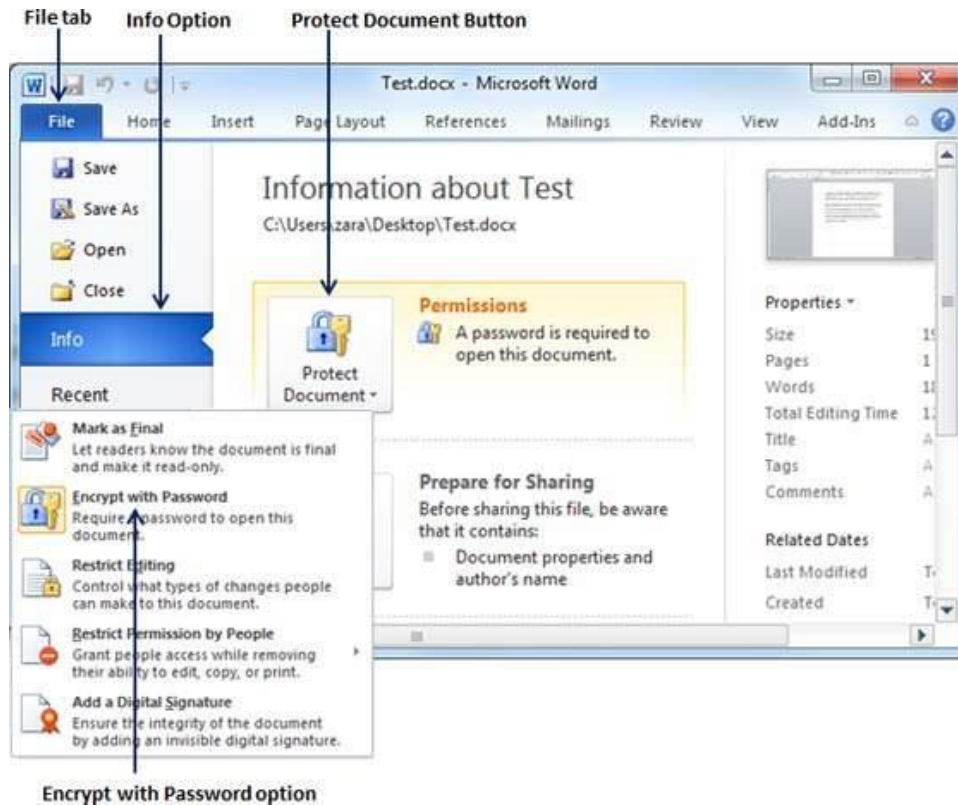 File tab
Info Option
Protect Document Button
W
Test.docx - Microsoft Word
File
Home
Insert
Page Layout
References
Mailings
Review
View
Add-Ins
?
Save
Save As
Open
Close
Info
Recent
Information about Test
C:\Users\zara\Desktop\Test.docx
Protect
Document
Permissions
A password is required to
open this document.
Prepare for Sharing
Before sharing this file, be aware
that it contains:
Document properties and
author's name
Properties
Size
Pages 1
Words
Total Editing Time
Title A
Tags A
Comments A
Related Dates
Last Modified
Created
Mark as Final
Let readers know the document is final
and make it read-only.
Encrypt with Password
Require a password to open this
document.
Restrict Editing
Control what types of changes people
can make to this document.
Restrict Permission by People
Grant people access while removing
their ability to edit, copy, or print.
Add a Digital Signature
Ensure the integrity of the document
by adding an invisible digital signature.
Encrypt with Password option